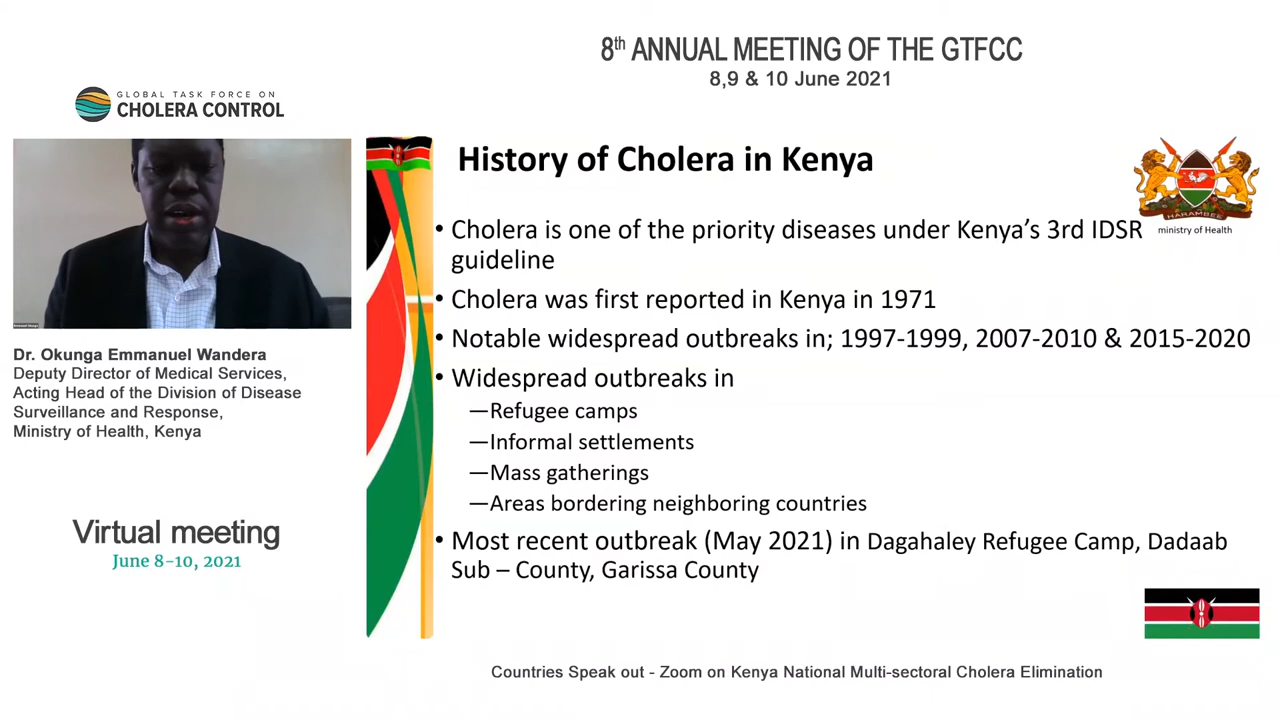 8th ANNUAL MEETING OF THE GTFCC
8,9 & 10 June 2021
GLOBAL TASK FORCE ON
CHOLERA CONTROL
History of Cholera in Kenya
HARAMBEE
ministry of Health
• Cholera is one of the priority diseases under Kenya’s 3rd IDSR
guideline
• Cholera was first reported in Kenya in 1971
• Notable widespread outbreaks in; 1997-1999, 2007-2010 & 2015-2020
• Widespread outbreaks in
—Refugee camps
—Informal settlements
—Mass gatherings
—Areas bordering neighboring countries
• Most recent outbreak (May 2021) in Dagahaley Refugee Camp, Dadaab
Sub – County, Garissa County
Dr. Okunga Emmanuel Wandera
Deputy Director of Medical Services,
Acting Head of the Division of Disease
Surveillance and Response,
Ministry of Health, Kenya
Virtual meeting
June 8-10, 2021
Countries Speak out - Zoom on Kenya National Multi-sectoral Cholera Elimination